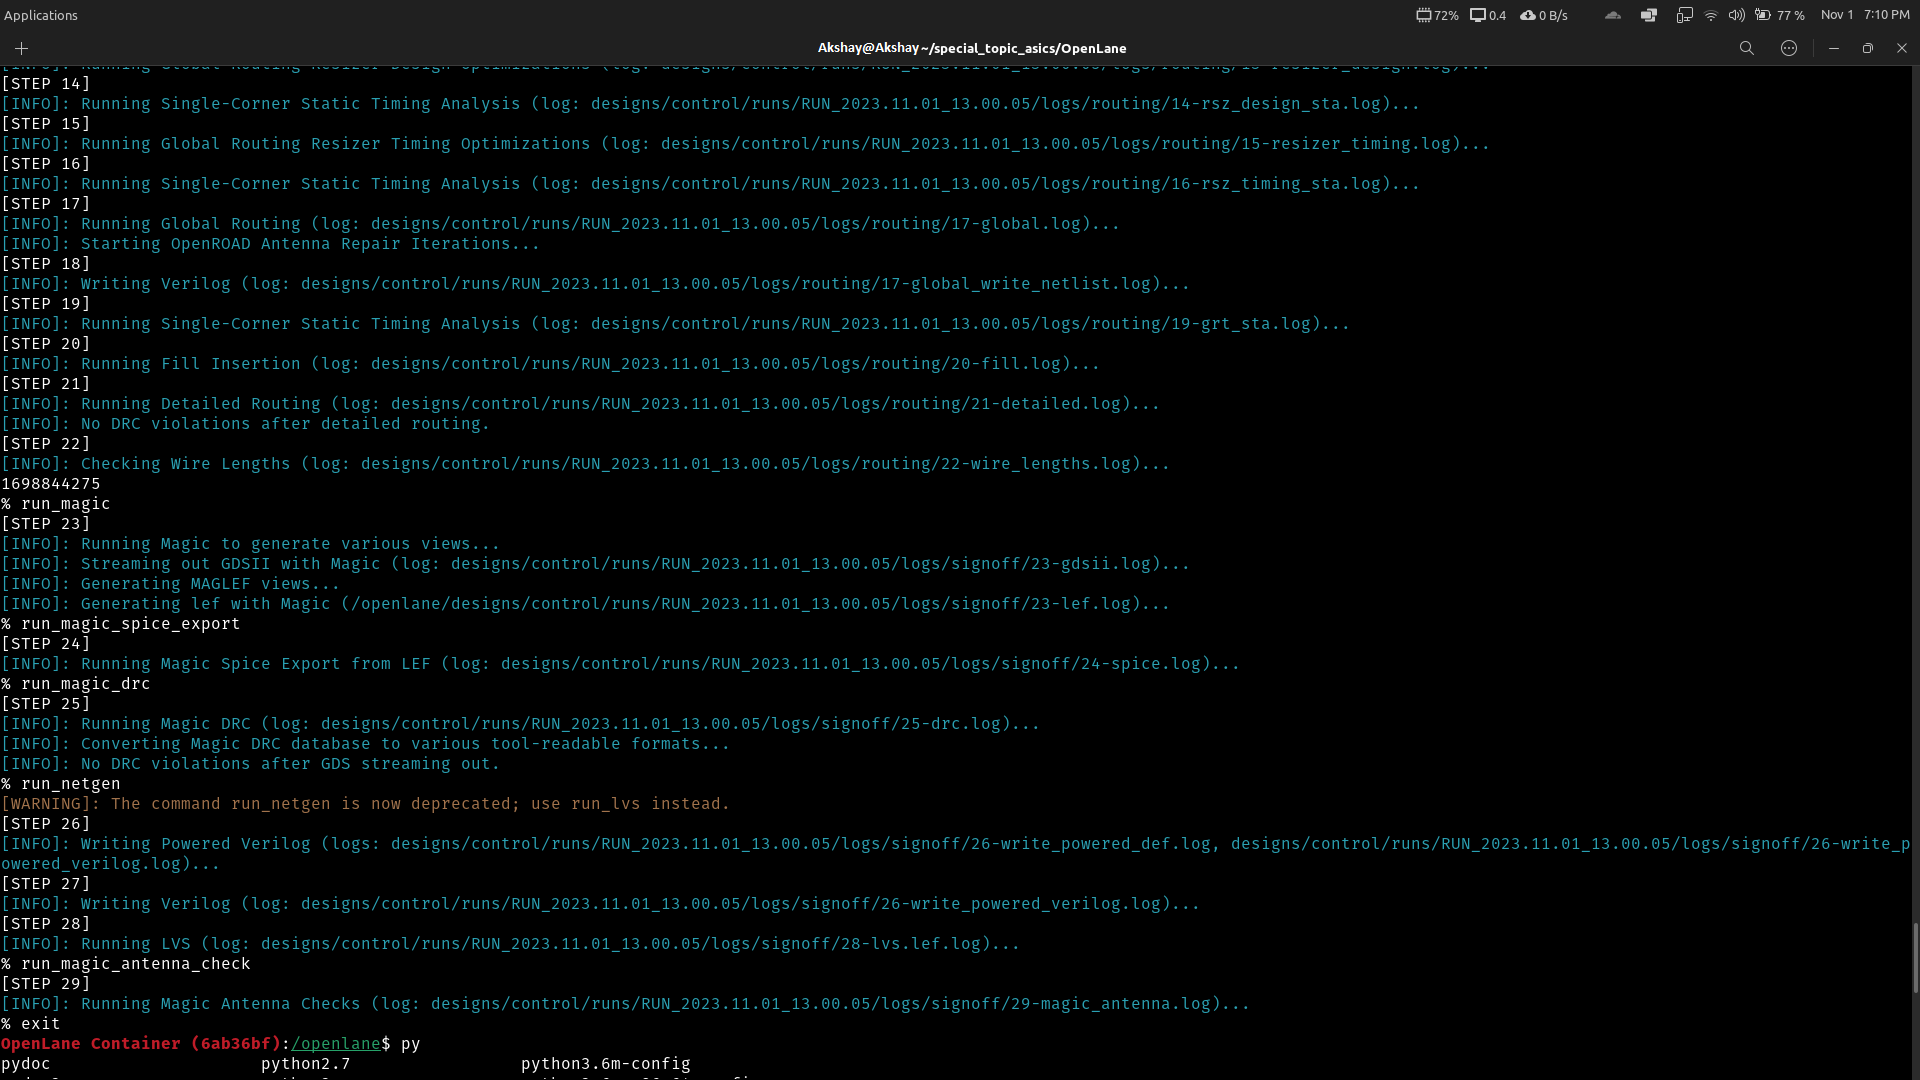 Applications
72% 0.4 0 B/s 77 % Nov 1 7:10 PM
Akshay@Akshay~/special_topic_asics/OpenLane
[STEP 14]
[INFO]: Running Single-Corner Static Timing Analysis (log: designs/control/runs/RUN_2023.11.01_13.00.05/logs/routing/14-rsz_design_sta.log)...
[STEP 15]
[INFO]: Running Global Routing Resizer Timing Optimizations (log: designs/control/runs/RUN_2023.11.01_13.00.05/logs/routing/15-resizer_timing.log)...
[STEP 16]
[INFO]: Running Single-Corner Static Timing Analysis (log: designs/control/runs/RUN_2023.11.01_13.00.05/logs/routing/16-rsz_timing_sta.log)...
[STEP 17]
[INFO]: Running Global Routing (log: designs/control/runs/RUN_2023.11.01_13.00.05/logs/routing/17-global.log)...
[INFO]: Starting OpenROAD Antenna Repair Iterations...
[STEP 18]
[INFO]: Writing Verilog (log: designs/control/runs/RUN_2023.11.01_13.00.05/logs/routing/17-global_write_netlist.log)...
[STEP 19]
[INFO]: Running Single-Corner Static Timing Analysis (log: designs/control/runs/RUN_2023.11.01_13.00.05/logs/routing/19-grt_sta.log)...
[STEP 20]
[INFO]: Running Fill Insertion (log: designs/control/runs/RUN_2023.11.01_13.00.05/logs/routing/20-fill.log)...
[STEP 21]
[INFO]: Running Detailed Routing (log: designs/control/runs/RUN_2023.11.01_13.00.05/logs/routing/21-detailed.log)...
[INFO]: No DRC violations after detailed routing.
[STEP 22]
[INFO]: Checking Wire Lengths (log: designs/control/runs/RUN_2023.11.01_13.00.05/logs/routing/22-wire_lengths.log)...
1698844275
% run_magic
[STEP 23]
[INFO]: Running Magic to generate various views...
[INFO]: Streaming out GDSII with Magic (log: designs/control/runs/RUN_2023.11.01_13.00.05/logs/signoff/23-gdsii.log)...
[INFO]: Generating MAGLEF views...
[INFO]: Generating lef with Magic (/openlane/designs/control/runs/RUN_2023.11.01_13.00.05/logs/signoff/23-lef.log)...
% run_magic_spice_export
[STEP 24]
[INFO]: Running Magic Spice Export from LEF (log: designs/control/runs/RUN_2023.11.01_13.00.05/logs/signoff/24-spice.log)...
% run_magic_drc
[STEP 25]
[INFO]: Running Magic DRC (log: designs/control/runs/RUN_2023.11.01_13.00.05/logs/signoff/25-drc.log)...
[INFO]: Converting Magic DRC database to various tool-readable formats...
[INFO]: No DRC violations after GDS streaming out.
% run_netgen
[WARNING]: The command run_netgen is now deprecated; use run_lvs instead.
[STEP 26]
[INFO]: Writing Powered Verilog (logs: designs/control/runs/RUN_2023.11.01_13.00.05/logs/signoff/26-write_powered_def.log, designs/control/runs/RUN_2023.11.01_13.00.05/logs/signoff/26-write_p
owered_verilog.log)...
[STEP 27]
[INFO]: Writing Verilog (log: designs/control/runs/RUN_2023.11.01_13.00.05/logs/signoff/26-write_powered_verilog.log)...
[STEP 28]
[INFO]: Running LVS (log: designs/control/runs/RUN_2023.11.01_13.00.05/logs/signoff/28-lvs.lef.log)...
% run_magic_antenna_check
[STEP 29]
[INFO]: Running Magic Antenna Checks (log: designs/control/runs/RUN_2023.11.01_13.00.05/logs/signoff/29-magic_antenna.log)...
% exit
OpenLane Container (6ab36bf):/openlane$ py
pydoc python2.7 python3.6m-config